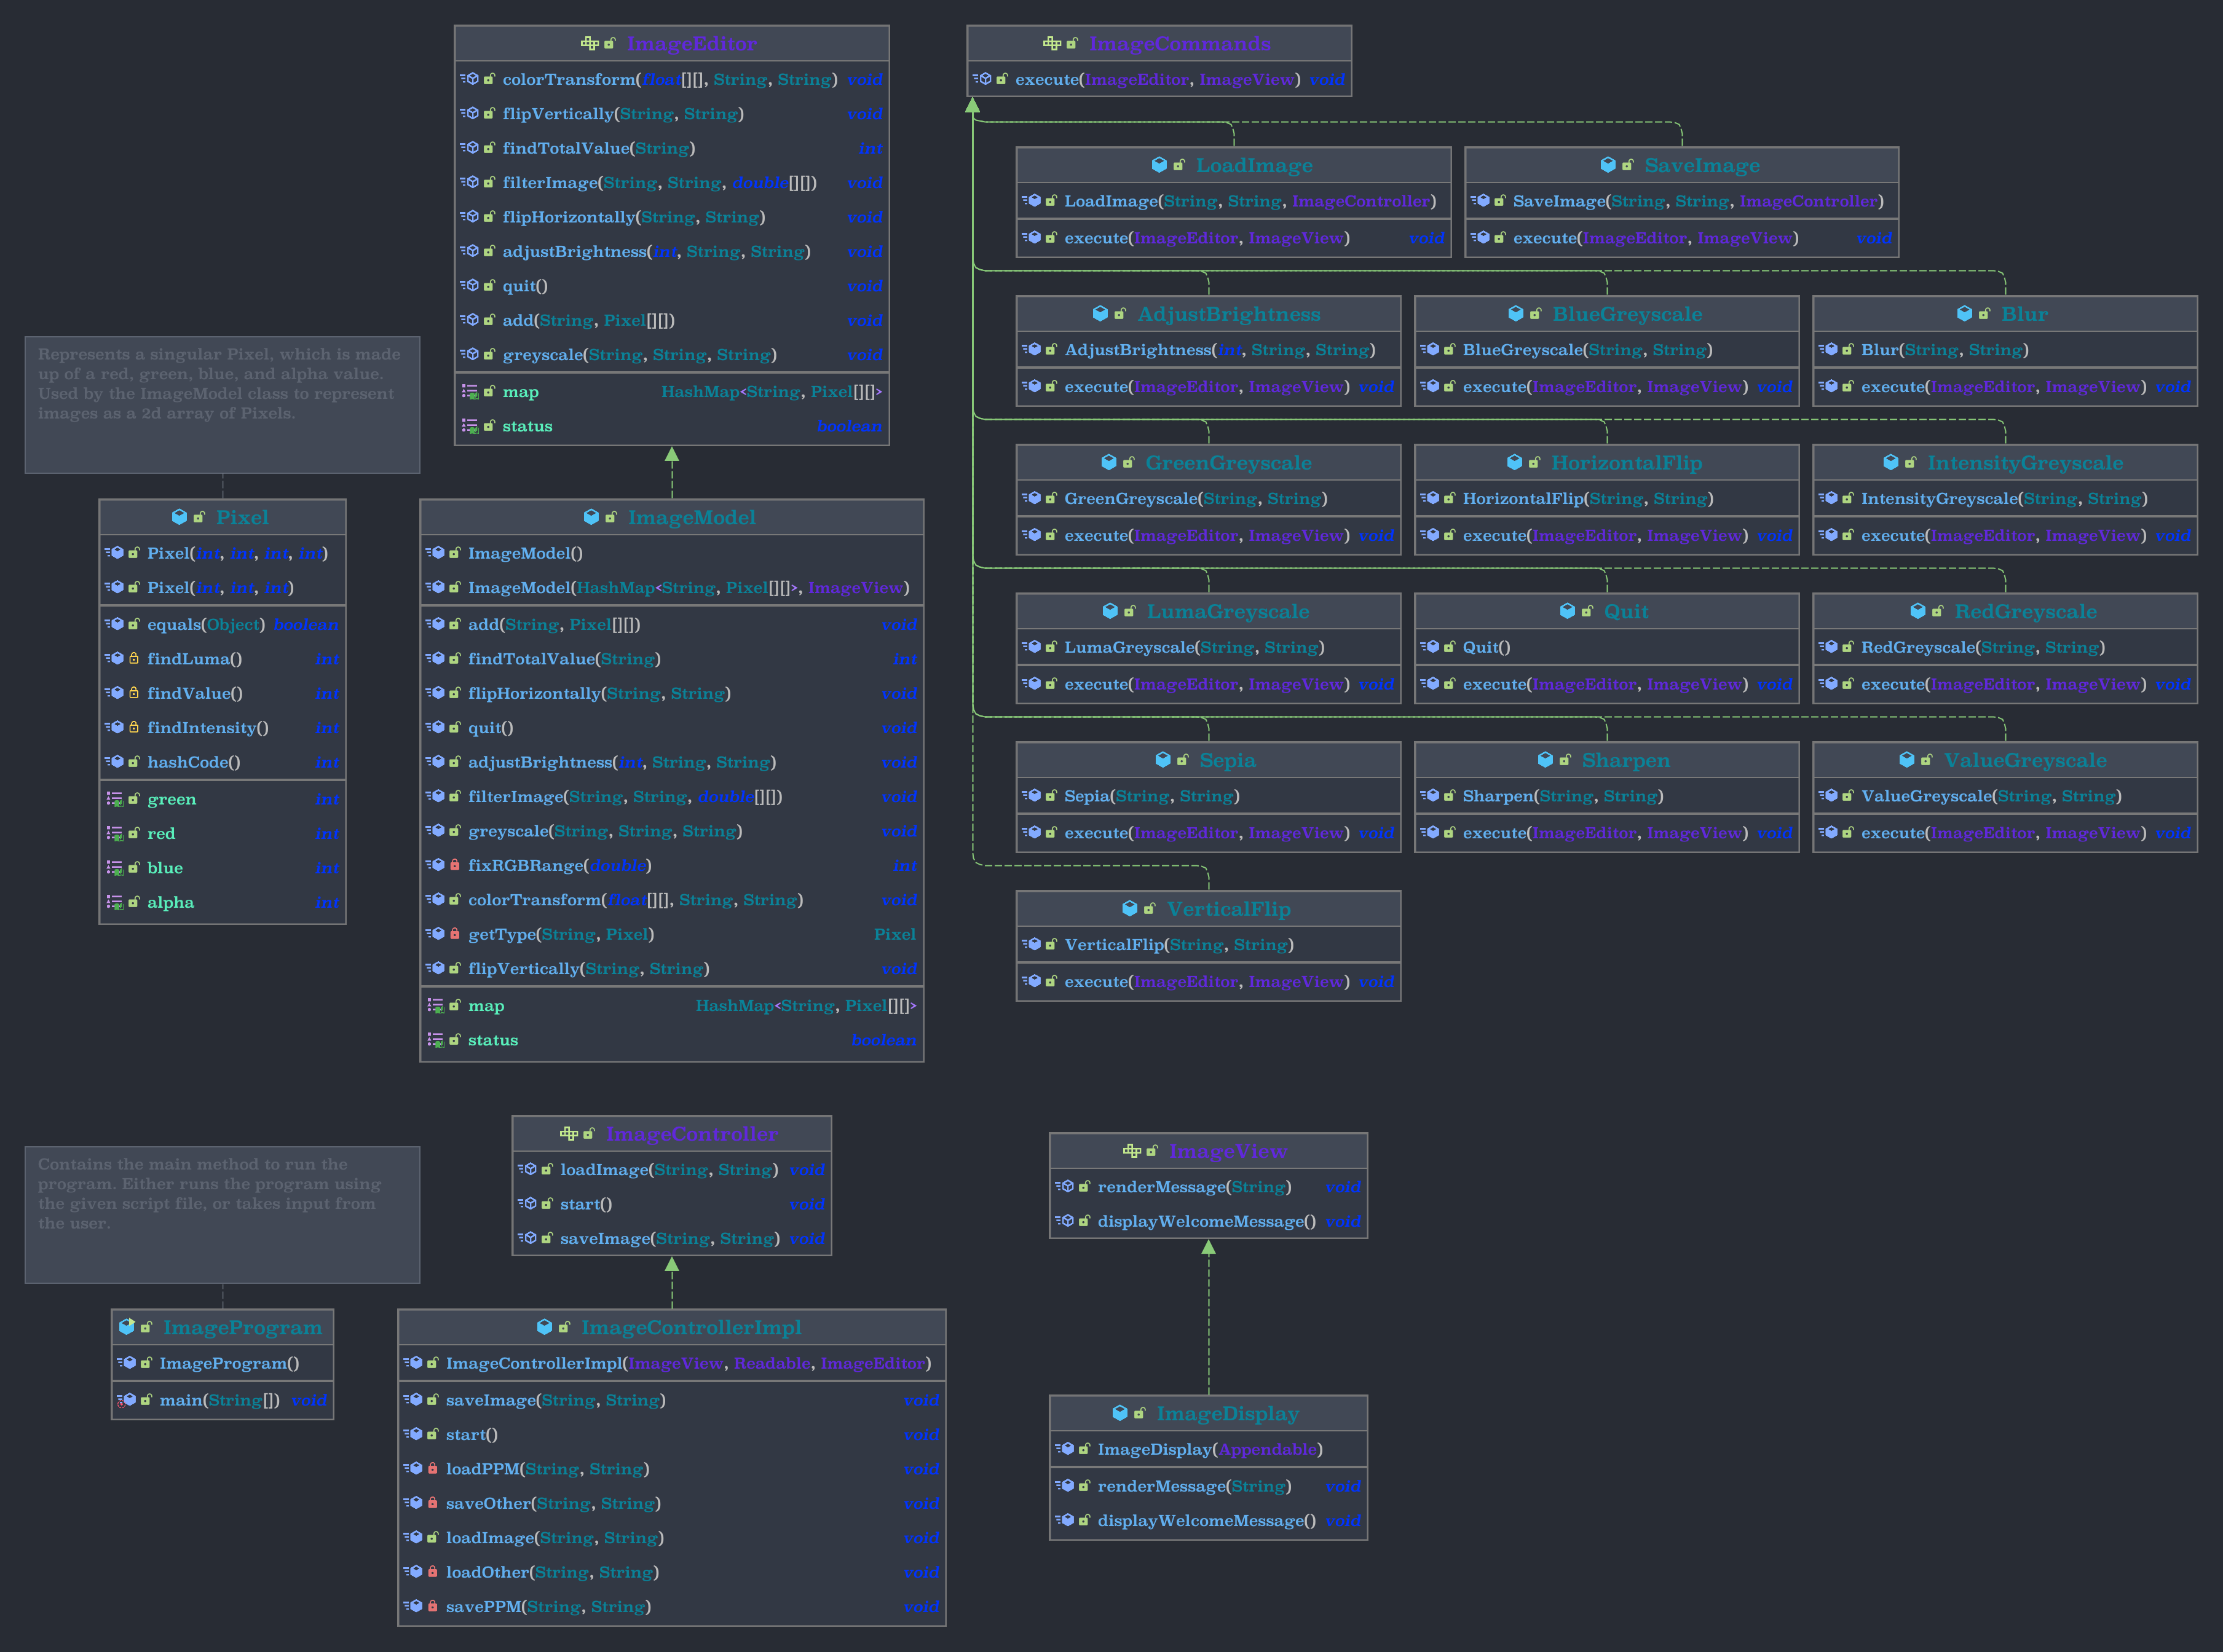 ImageEditor
colorTransform(float[][], String, String) void
flipVertically(String, String) void
findTotalValue(String) int
filterImage(String, String, double[][]) void
flipHorizontally(String, String) void
adjustBrightness(int, String, String) void
quit() void
add(String, Pixel[][]) void
greyscale(String, String, String) void
map HashMap<String, Pixel[][]>
status boolean
ImageCommands
execute(ImageEditor, ImageView) void
LoadImage
LoadImage(String, String, ImageController)
execute(ImageEditor, ImageView) void
SaveImage
SaveImage(String, String, ImageController)
execute(ImageEditor, ImageView) void
AdjustBrightness
AdjustBrightness(int, String, String)
execute(ImageEditor, ImageView) void
BlueGreyscale
BlueGreyscale(String, String)
execute(ImageEditor, ImageView) void
Blur
Blur(String, String)
execute(ImageEditor, ImageView) void
GreenGreyscale
GreenGreyscale(String, String)
execute(ImageEditor, ImageView) void
HorizontalFlip
HorizontalFlip(String, String)
execute(ImageEditor, ImageView) void
IntensityGreyscale
IntensityGreyscale(String, String)
execute(ImageEditor, ImageView) void
LumaGreyscale
LumaGreyscale(String, String)
execute(ImageEditor, ImageView) void
Quit
Quit()
execute(ImageEditor, ImageView) void
RedGreyscale
RedGreyscale(String, String)
execute(ImageEditor, ImageView) void
Sepia
Sepia(String, String)
execute(ImageEditor, ImageView) void
Sharpen
Sharpen(String, String)
execute(ImageEditor, ImageView) void
ValueGreyscale
ValueGreyscale(String, String)
execute(ImageEditor, ImageView) void
VerticalFlip
VerticalFlip(String, String)
execute(ImageEditor, ImageView) void
Represents a singular Pixel, which is made
up of a red, green, blue, and alpha value.
Used by the ImageModel class to represent
images as a 2d array of Pixels.
Pixel
Pixel(int, int, int, int)
Pixel(int, int, int)
equals(Object) boolean
findLuma() int
findValue() int
findIntensity() int
hashCode() int
green int
red int
blue int
alpha int
ImageModel
ImageModel()
ImageModel(HashMap<String, Pixel[][]>, ImageView)
add(String, Pixel[][]) void
findTotalValue(String) int
flipHorizontally(String, String) void
quit() void
adjustBrightness(int, String, String) void
filterImage(String, String, double[][]) void
greyscale(String, String, String) void
fixRGBRange(double) int
colorTransform(float[][], String, String) void
getType(String, Pixel) Pixel
flipVertically(String, String) void
map HashMap<String, Pixel[][]>
status boolean
Contains the main method to run the
program. Either runs the program using
the given script file, or takes input from
the user.
ImageProgram
ImageProgram()
main(String[]) void
ImageController
loadImage(String, String) void
start() void
saveImage(String, String) void
ImageControllerImpl
ImageControllerImpl(ImageView, Readable, ImageEditor)
saveImage(String, String) void
start() void
loadPPM(String, String) void
saveOther(String, String) void
loadImage(String, String) void
loadOther(String, String) void
savePPM(String, String) void
ImageView
renderMessage(String) void
displayWelcomeMessage() void
ImageDisplay
ImageDisplay(Appendable)
renderMessage(String) void
displayWelcomeMessage() void